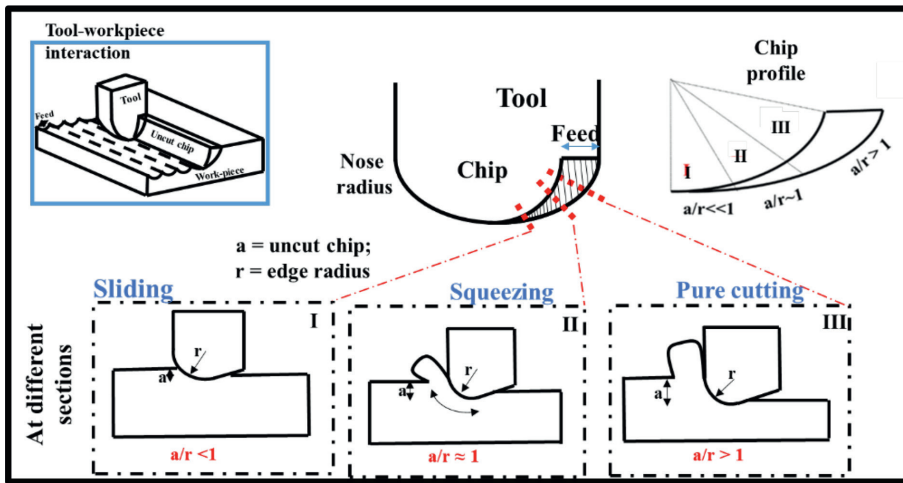 Tool-workpiece
interaction
Tool
Feed
Uncut chip
Work-piece
Tool
Feed
Nose
radius
Chip
a = uncut chip;
r = edge radius
Chip
profile
I
II
III
a/r<<1
a/r~1
a/r > 1
At different
sections
Sliding
I
r
a
a/r <1
Squeezing
II
r
a
a/r ≈ 1
Pure cutting
III
r
a
a/r > 1